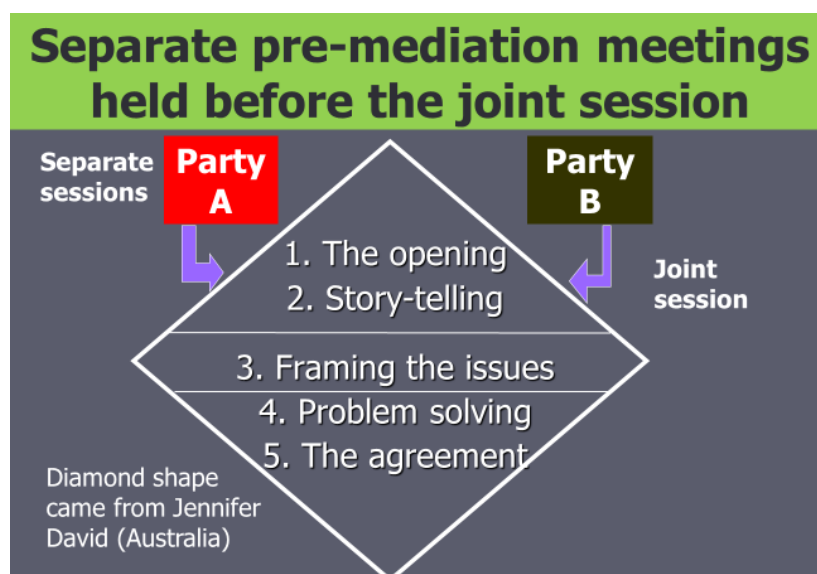 Separate pre-mediation meetings
held before the joint session
Separate
sessions
Party
A
Party
B
1. The opening
2. Story-telling
Joint
session
3. Framing the issues
4. Problem solving
5. The agreement
Diamond shape
came from Jennifer
David (Australia)